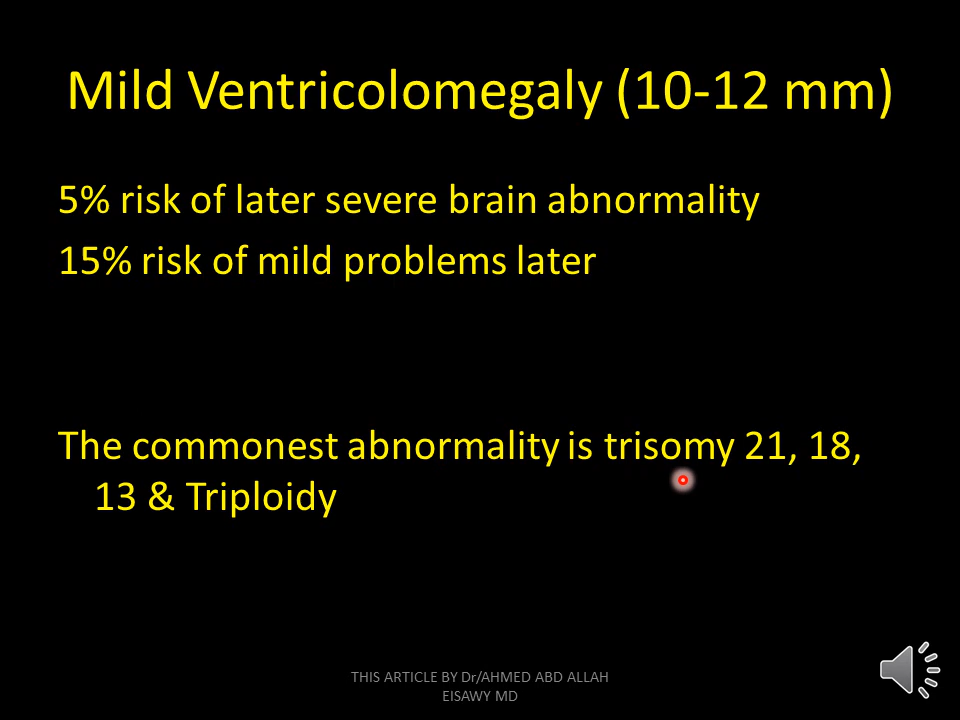 Mild Ventricolomegaly (10-12 mm)
5% risk of later severe brain abnormality
15% risk of mild problems later
The commonest abnormality is trisomy 21, 18,
13 & Triploidy
THIS ARTICLE BY Dr/AHMED ABD ALLAH
EISAWY MD